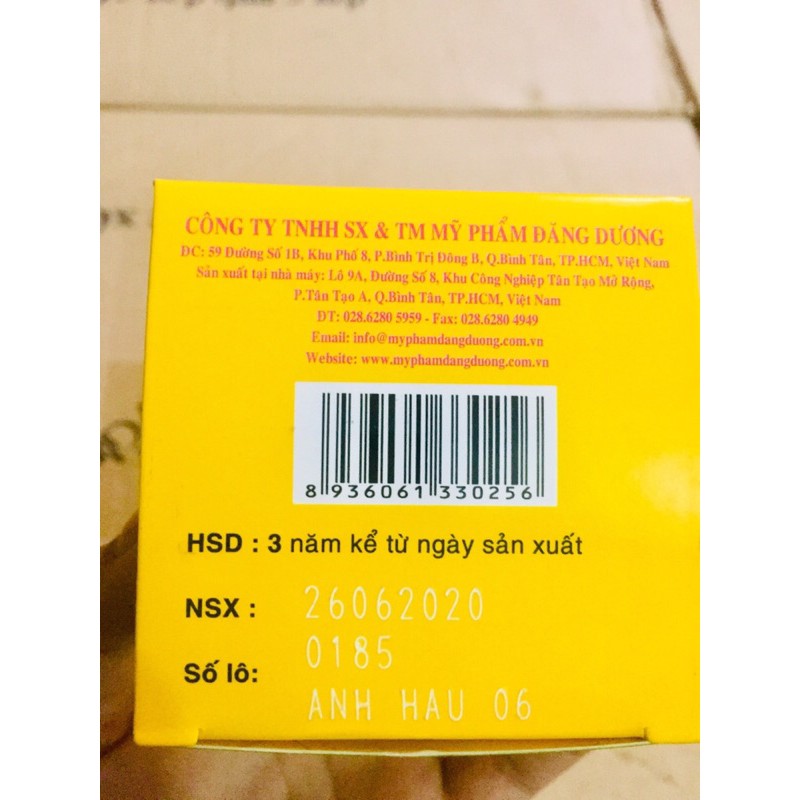 CÔNG TY TNHH SX & TM MỸ PHẨM ĐĂNG DƯƠNG
ĐC: 59 Đường Số 1B, Khu Phố 8, P.Bình Trị Đông B, Q.Bình Tân, TP.HCM, Việt Nam
Sản xuất tại nhà máy: Lô 9A, Đường Số 8, Khu Công Nghiệp Tân Tạo Mở Rộng,
P.Tân Tạo A, Q.Bình Tân, TP.HCM, Việt Nam
ĐT: 028.6280 5959 - Fax: 028.6280 4949
Email: info@myphamdangduong.com.vn
Website: www.myphamdangduong.com.vn
8 936061 330256
HSD : 3 năm kể từ ngày sản xuất
NSX : 26062020
Số lô: 0185
ANH HAU 06